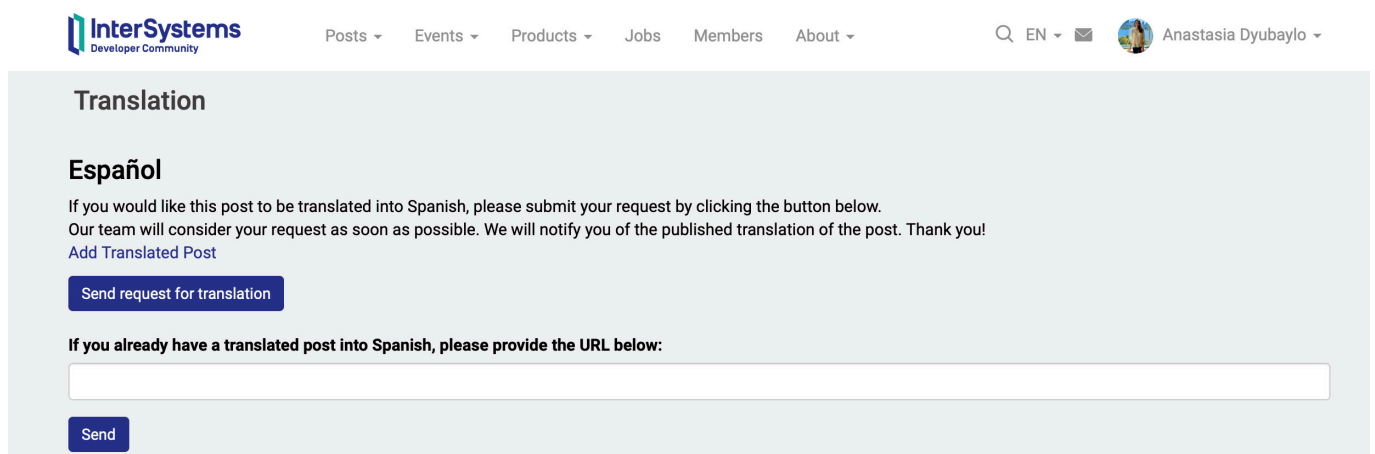 InterSystems
Developer Community
Posts Events Products Jobs Members About EN Anastasia Dyubaylo
Translation
Español
If you would like this post to be translated into Spanish, please submit your request by clicking the button below.
Our team will consider your request as soon as possible. We will notify you of the published translation of the post. Thank you!
Add Translated Post
Send request for translation
If you already have a translated post into Spanish, please provide the URL below:
Send